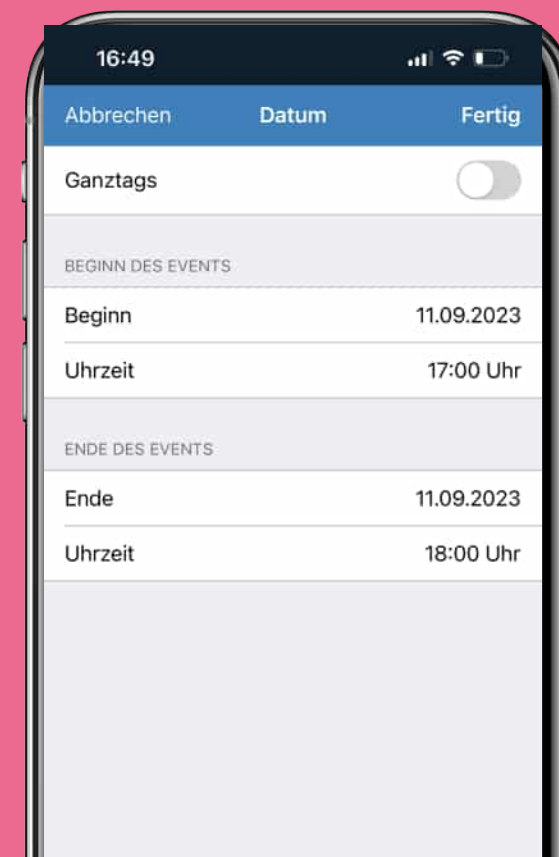 16:49
Abbrechen Datum Fertig
Ganztags
BEGINN DES EVENTS
Beginn 11.09.2023
Uhrzeit 17:00 Uhr
ENDE DES EVENTS
Ende 11.09.2023
Uhrzeit 18:00 Uhr